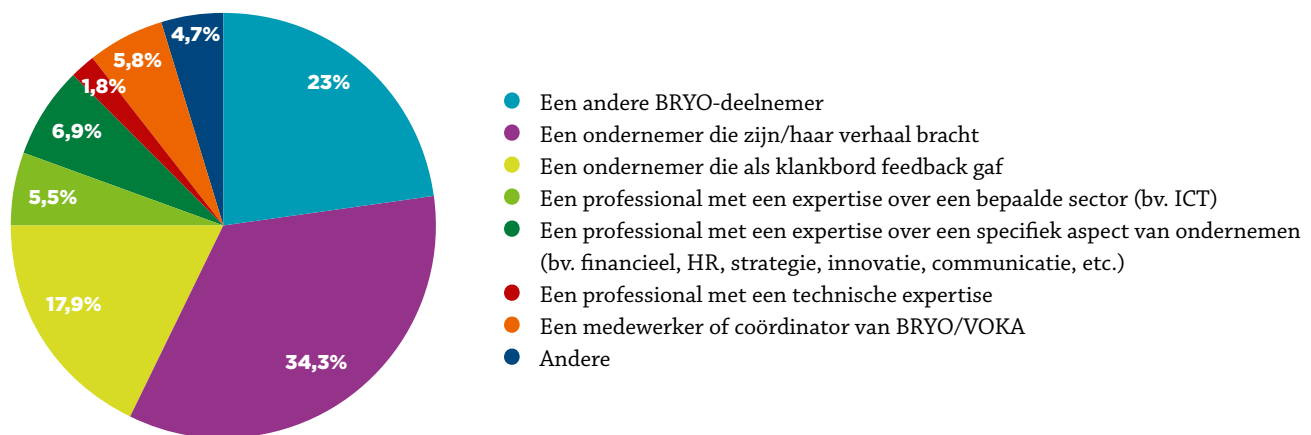 4,7%
5,8%
23%
1,8%
6,9%
5,5%
17,9%
34,3%
Een andere BRYO-deelnemer
Een ondernemer die zijn/haar verhaal bracht
Een ondernemer die als klankbord feedback gaf
Een professional met een expertise over een bepaalde sector (bv. ICT)
Een professional met een expertise over een specifiek aspect van ondernemen
(bv. financieel, HR, strategie, innovatie, communicatie, etc.)
Een professional met een technische expertise
Een medewerker of coördinator van BRYO/VOKA
Andere